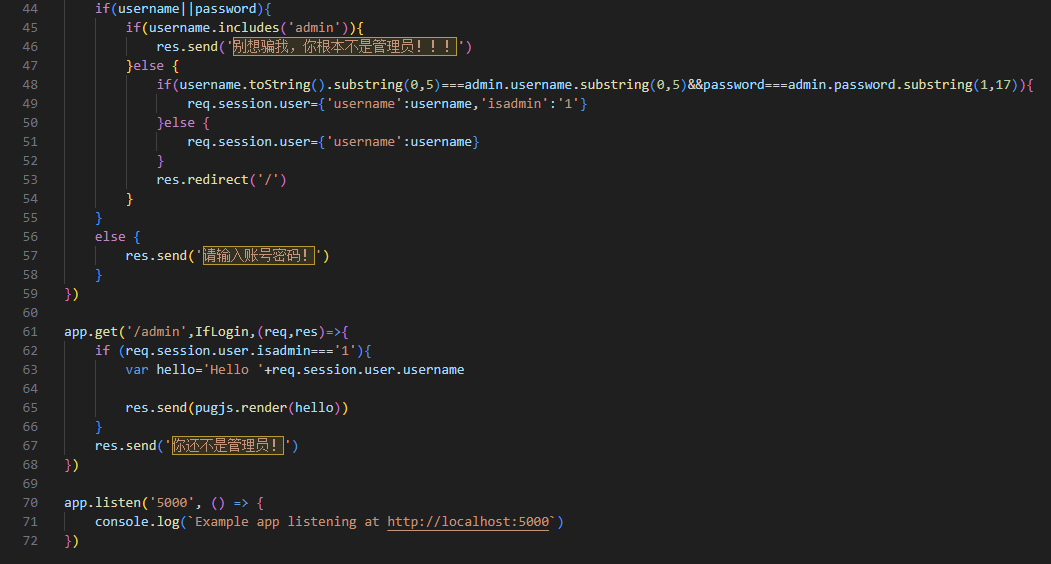 44 if(username||password){
45 if(username.includes('admin')){
46 res.send('别想骗我，你根本不是管理员！！！')
47 }else {
48 if(username.toString().substring(0,5)===admin.username.substring(0,5)&&password===admin.password.substring(1,17)){
49 req.session.user={'username':username,'isadmin':'1'}
50 }else {
51 req.session.user={'username':username}
52 }
53 res.redirect('/')
54 }
55 }
56 else {
57 res.send('请输入账号密码！')
58 }
59 })
60
61 app.get('/admin',IfLogin,(req,res)=>{
62 if (req.session.user.isadmin==='1'){
63 var hello='Hello '+req.session.user.username
64
65 res.send(pugjs.render(hello))
66 }
67 res.send('你还不是管理员！')
68 })
69
70 app.listen('5000', () => {
71 console.log(`Example app listening at http://localhost:5000`)
72 })